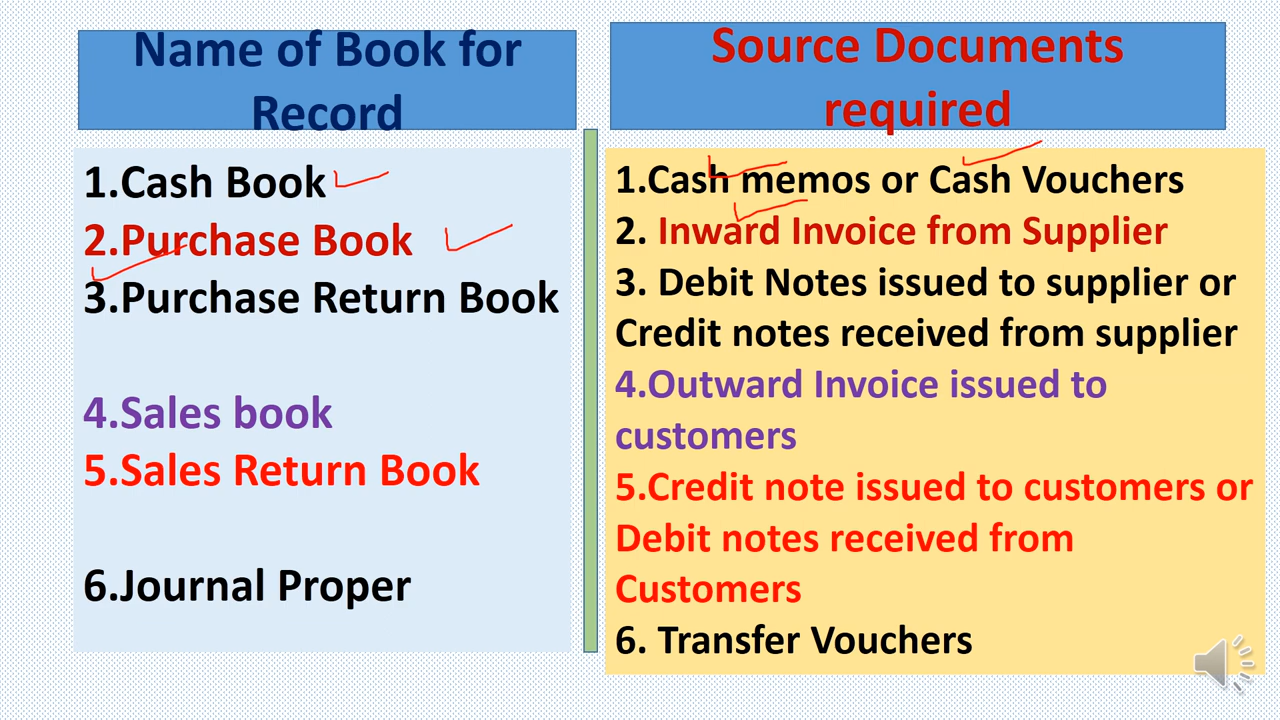 Name of Book for
Record
Source Documents
required
1.Cash Book
2.Purchase Book
3.Purchase Return Book
4.Sales book
5.Sales Return Book
6.Journal Proper
1.Cash memos or Cash Vouchers
2. Inward Invoice from Supplier
3. Debit Notes issued to supplier or
Credit notes received from supplier
4.Outward Invoice issued to
customers
5.Credit note issued to customers or
Debit notes received from
Customers
6. Transfer Vouchers